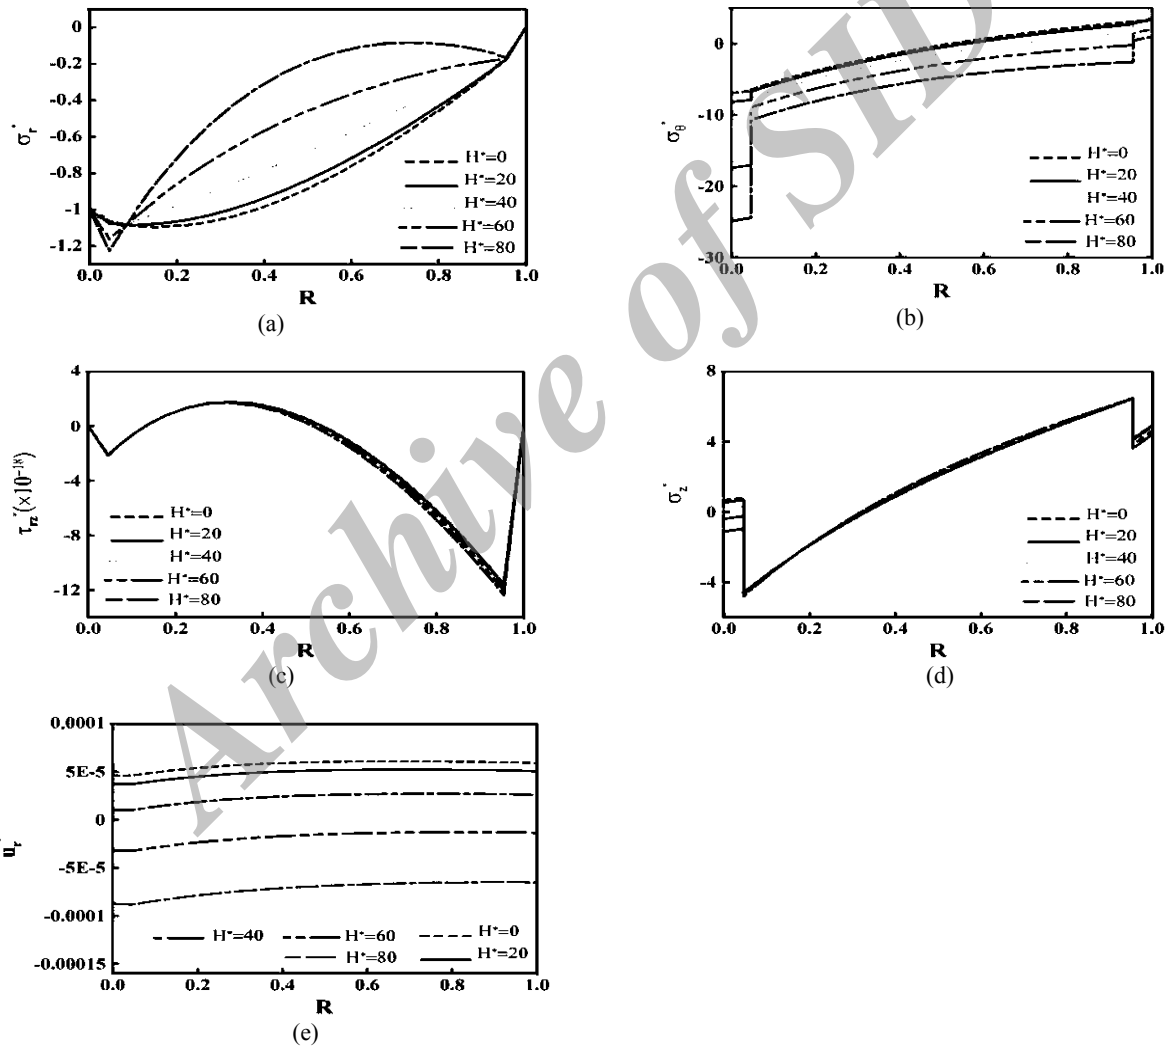 0
-0.2
-0.4
-0.6
-0.8
-1
-1.2
σr*
H*=0
H*=20
H*=40
H*=60
H*=80
0.0 0.2 0.4 0.6 0.8 1.0
R
(a)
0
-10
-20
-30
σθ*
H*=0
H*=20
H*=40
H*=60
H*=80
0.0 0.2 0.4 0.6 0.8 1.0
R
(b)
4
0
-4
-8
-12
τrz*(×10⁻¹⁸)
H*=0
H*=20
H*=40
H*=60
H*=80
0.0 0.2 0.4 0.6 0.8 1.0
R
(c)
8
4
0
-4
σz*
H*=0
H*=20
H*=40
H*=60
H*=80
0.0 0.2 0.4 0.6 0.8 1.0
R
(d)
0.0001
5E-5
0
-5E-5
-0.0001
-0.00015
ur*
H*=40 H*=60 H*=0
H*=80 H*=20
0.0 0.2 0.4 0.6 0.8 1.0
R
(e)
Archive of SID